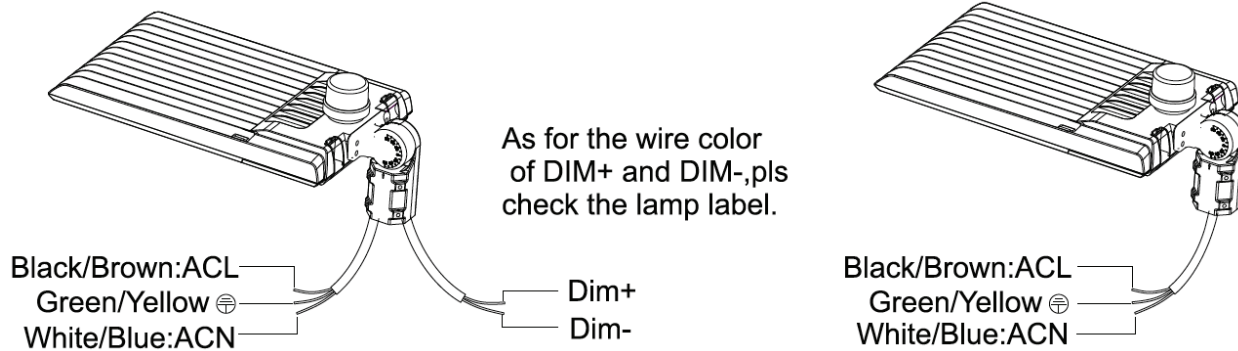 As for the wire color
of DIM+ and DIM-,pls
check the lamp label.
Black/Brown:ACL
Green/Yellow
White/Blue:ACN
Dim+
Dim-
Black/Brown:ACL
Green/Yellow
White/Blue:ACN